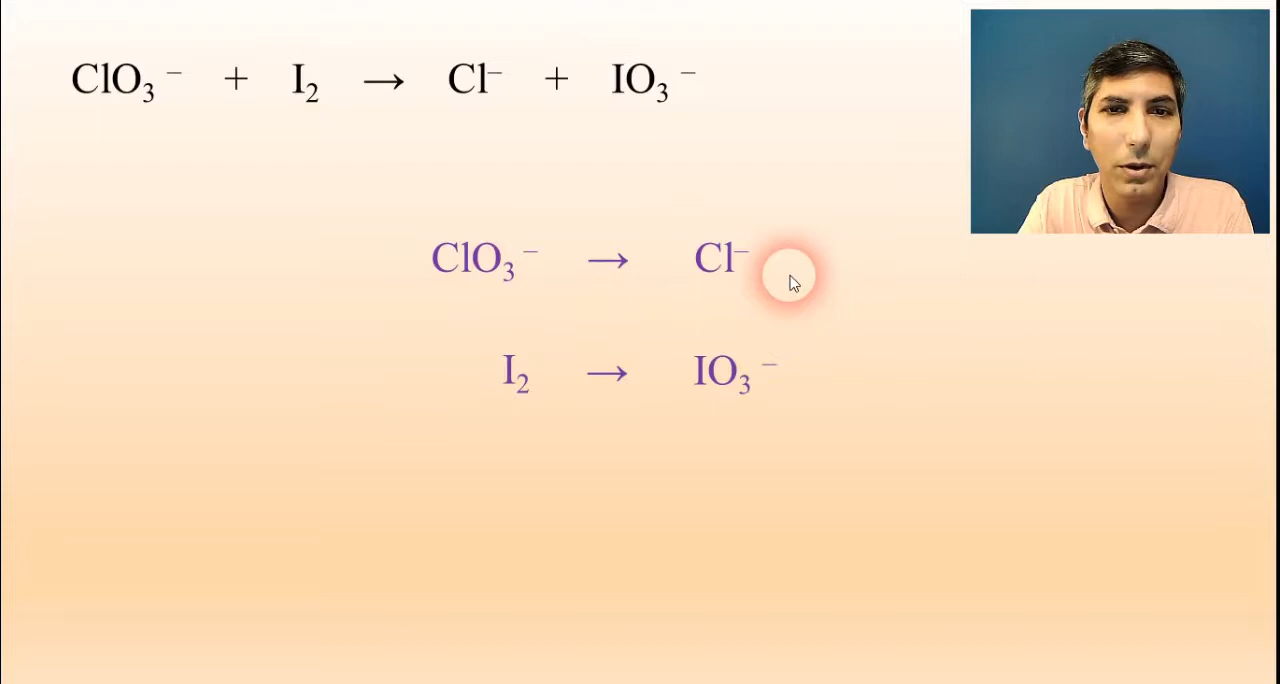 ClO₃⁻ + I₂ → Cl⁻ + IO₃⁻
ClO₃⁻ → Cl⁻
I₂ → IO₃⁻